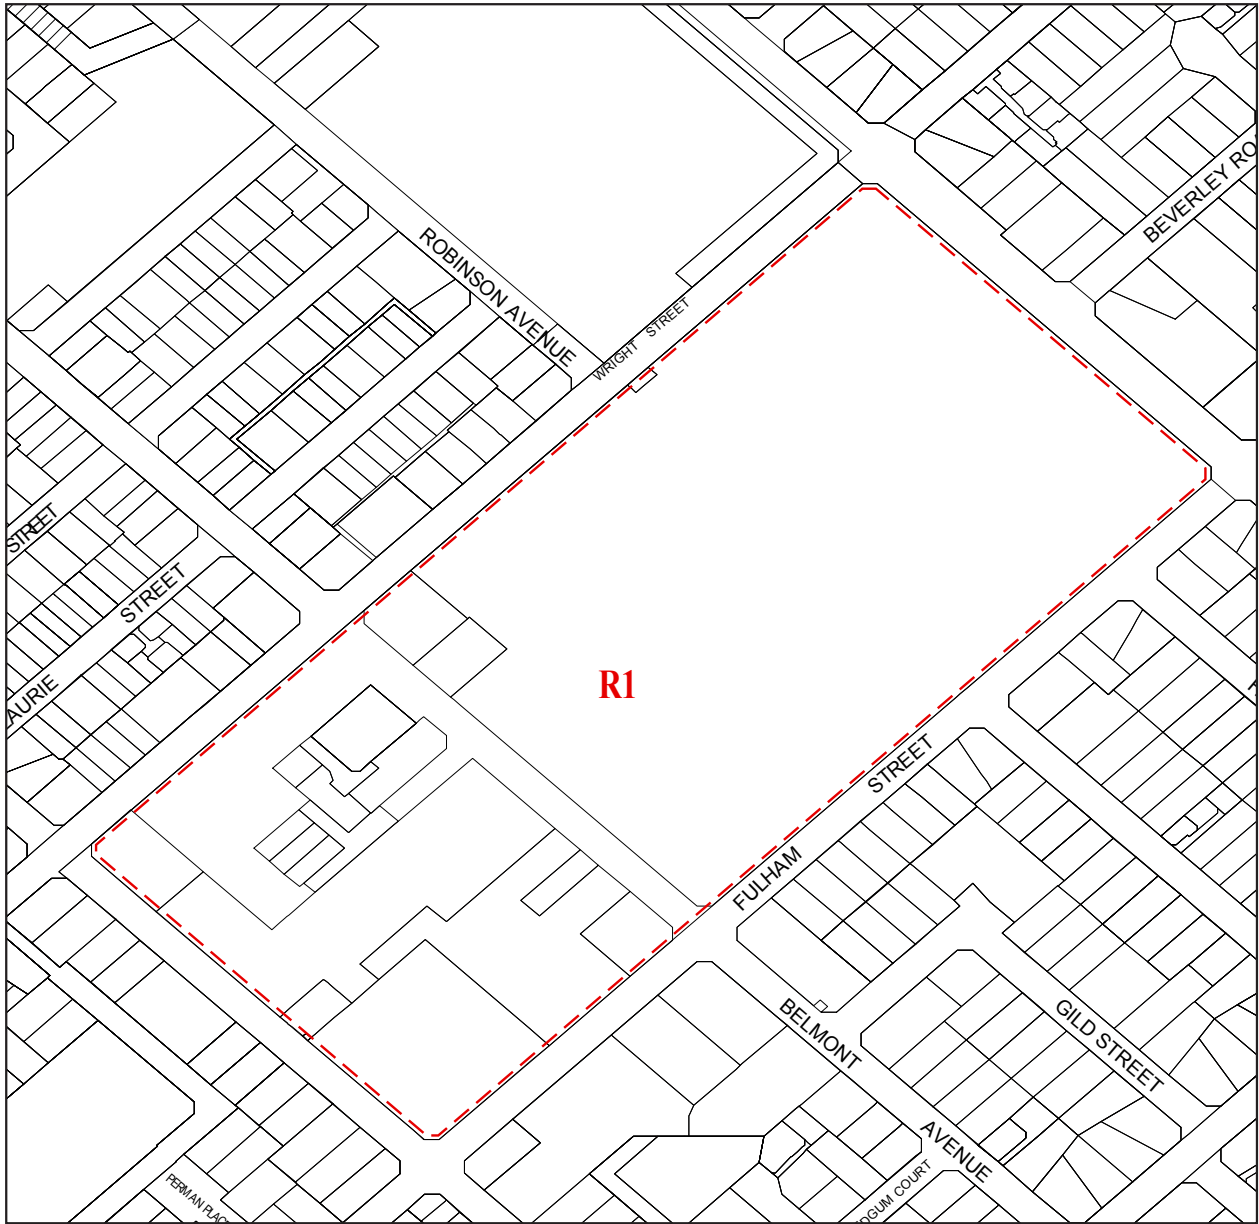 BEVERLEY RO
ROBINSON AVENUE
WRIGHT STREET
STREET
STREET
AURIE
R1
STREET
FULHAM
BELMONT
AVENUE
GILD STREET
PERMAN PLAC
DGUM COURT